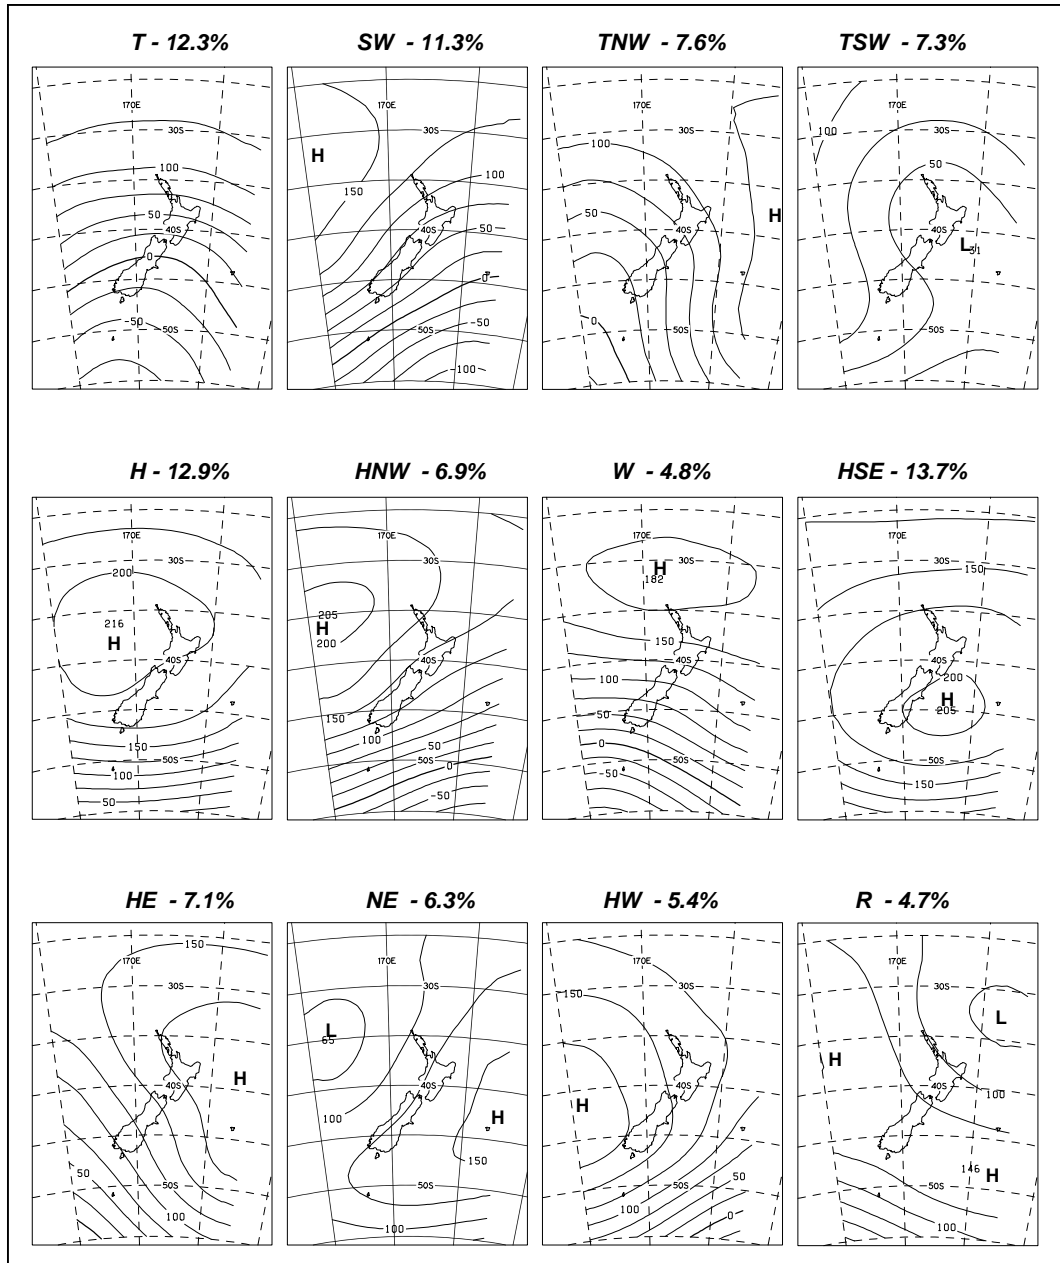 T - 12.3% SW - 11.3% TNW - 7.6% TSW - 7.3%
170E 30S 100 50 40S 0 -50 50S
170E 30S H 150 100 40S 50 50S -50 -100
170E 30S 100 50 H 40S 0 50S
100 170E 30S 50 40S L 31 50S
H - 12.9% HNW - 6.9% W - 4.8% HSE - 13.7%
170E 30S 200 216 H 40S 150 50S 100 50
170E 30S 205 H 200 40S 150 100 50 50S 0 -50
170E 30S H 182 150 40S 100 50 0 50S -50
170E 30S 150 40S 200 H 205 50S 150
HE - 7.1% NE - 6.3% HW - 5.4% R - 4.7%
150 170E 30S H 40S 50 50S 100
170E 30S L 65 40S 100 H 150 50S 100
170E 150 30S 40S H 50 50S 100 0
170E 30S L H 40S 100 146 H 50S